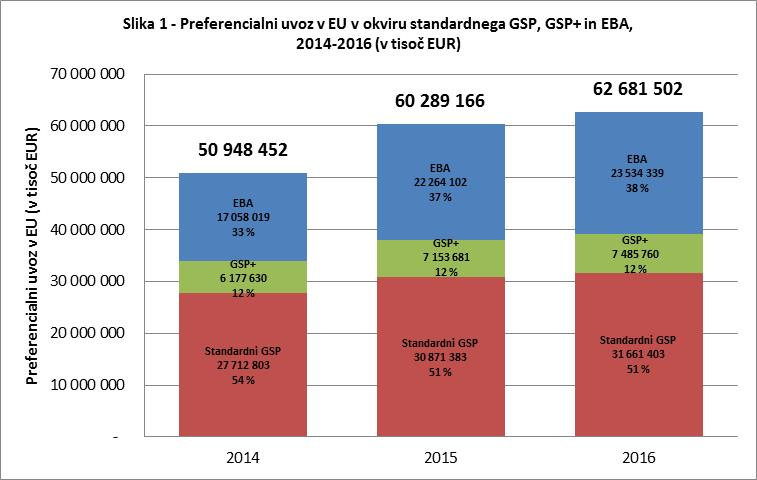 Slika 1 - Preferencialni uvoz v EU v okviru standardnega GSP, GSP+ in EBA,
2014-2016 (v tisoč EUR)
Preferencialni uvoz v EU (v tisoč EUR)
70 000 000
60 000 000
50 000 000
40 000 000
30 000 000
20 000 000
10 000 000
-
50 948 452
EBA
17 058 019
33 %
GSP+
6 177 630
12 %
Standardni GSP
27 712 803
54 %
2014
60 289 166
EBA
22 264 102
37 %
GSP+
7 153 681
12 %
Standardni GSP
30 871 383
51 %
2015
62 681 502
EBA
23 534 339
38 %
GSP+
7 485 760
12 %
Standardni GSP
31 661 403
51 %
2016